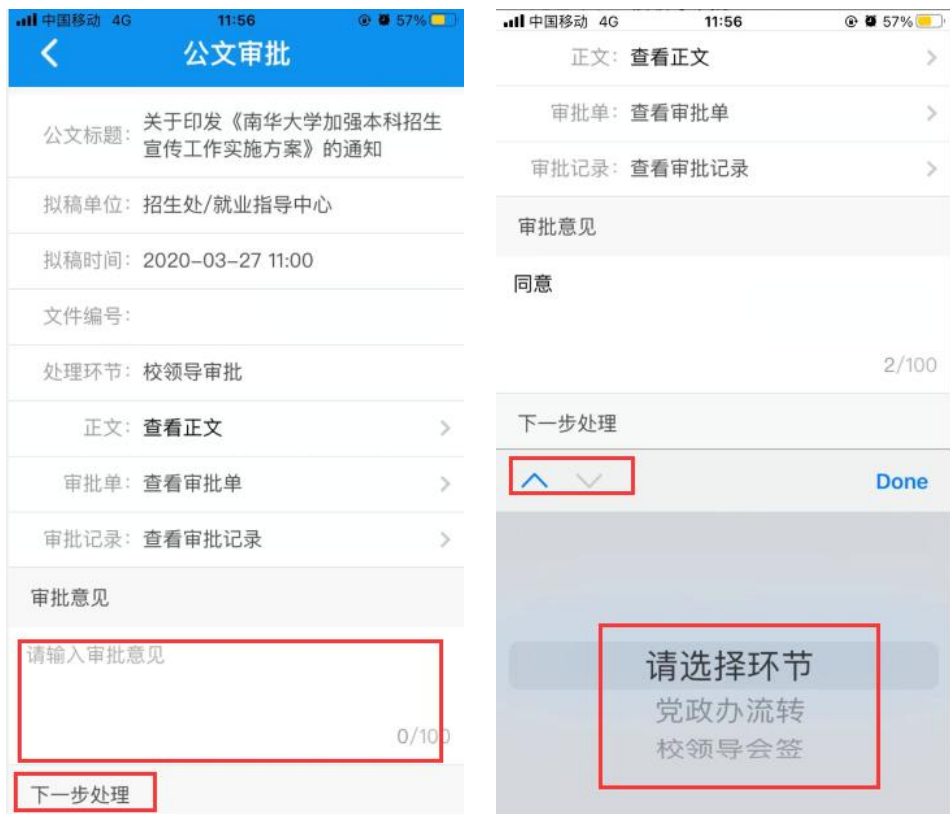 中国移动 4G 11:56 57%
公文审批
公文标题: 关于印发《南华大学加强本科招生
宣传工作实施方案》的通知
拟稿单位: 招生处/就业指导中心
拟稿时间: 2020-03-27 11:00
文件编号:
处理环节: 校领导审批
正文: 查看正文
审批单: 查看审批单
审批记录: 查看审批记录
审批意见
请输入审批意见
0/100
下一步处理
中国移动 4G 11:56 57%
正文: 查看正文
审批单: 查看审批单
审批记录: 查看审批记录
审批意见
同意
2/100
下一步处理
Done
请选择环节
党政办流转
校领导会签